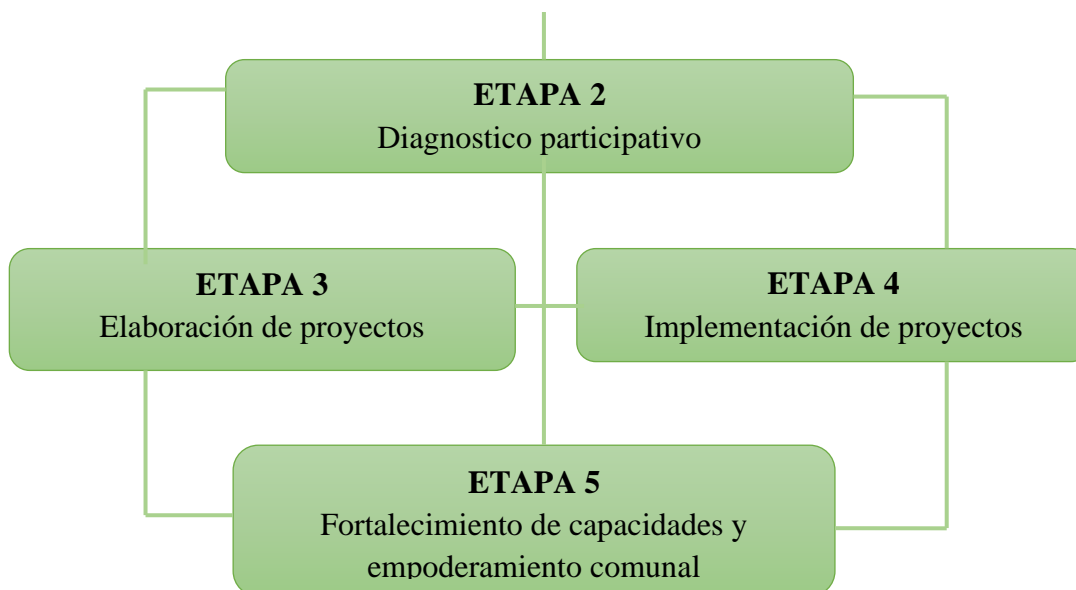 ETAPA 2
Diagnostico participativo
ETAPA 3
Elaboración de proyectos
ETAPA 4
Implementación de proyectos
ETAPA 5
Fortalecimiento de capacidades y
empoderamiento comunal